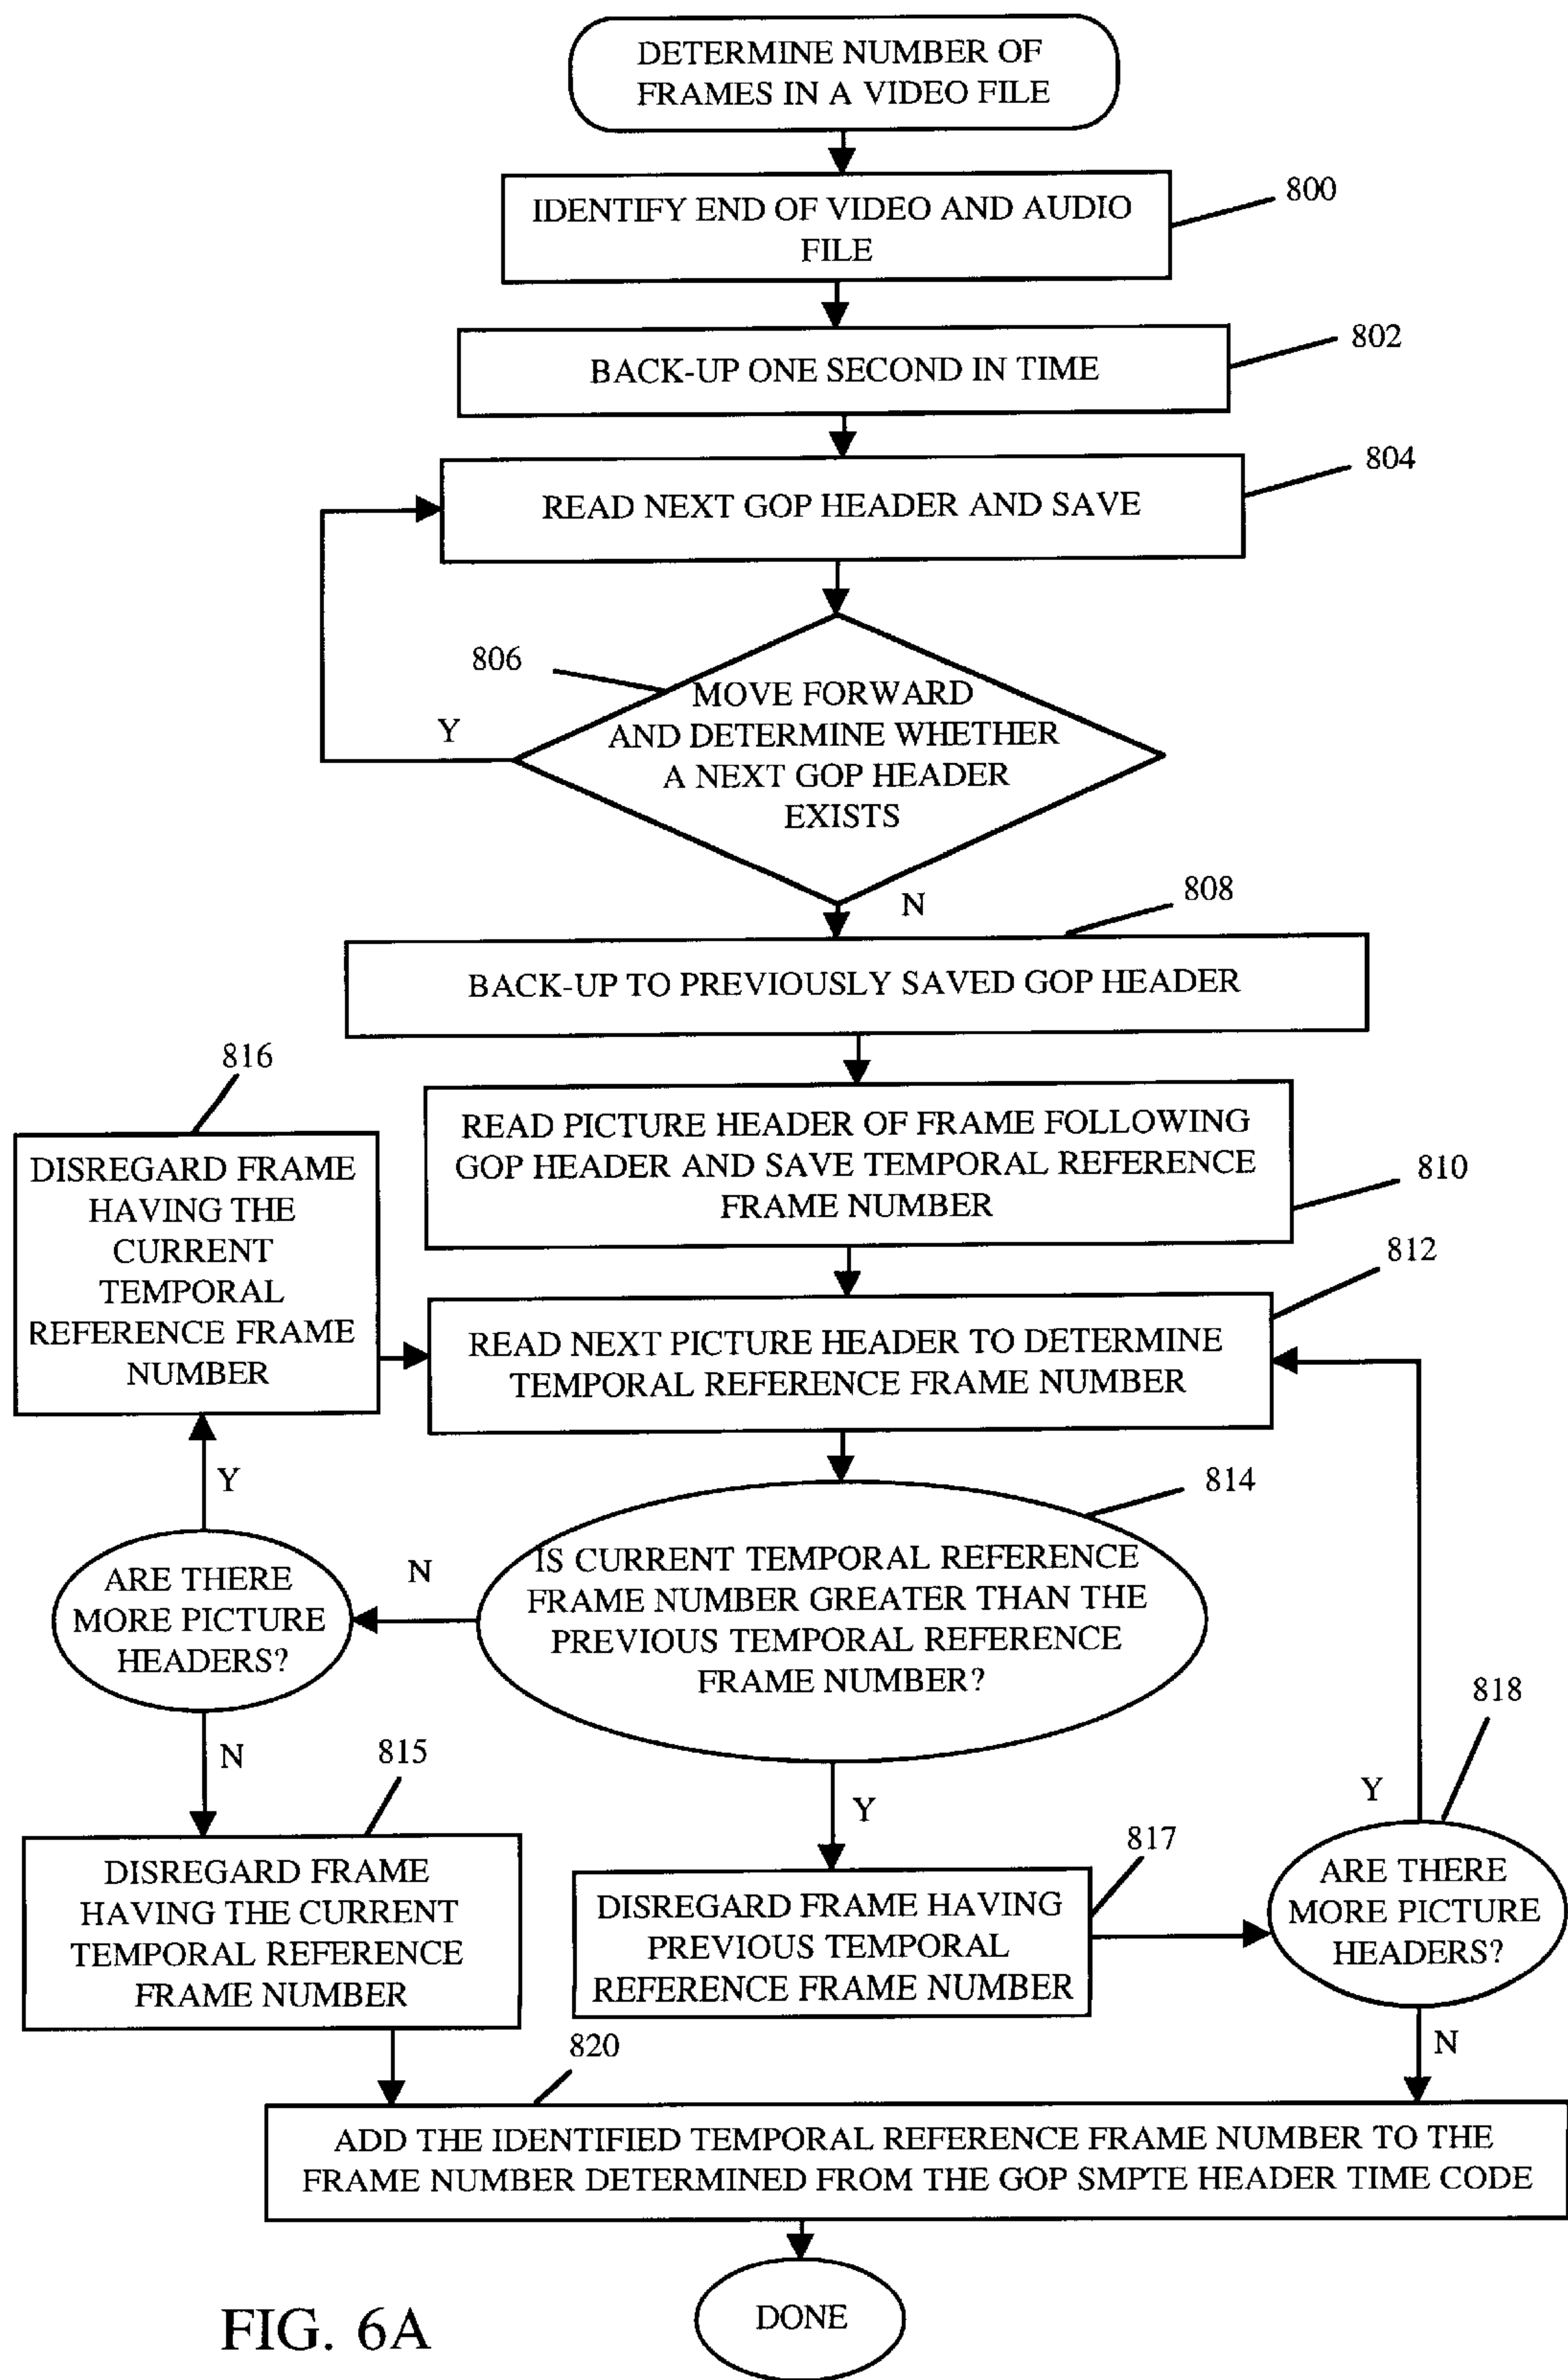 DETERMINE NUMBER OF
FRAMES IN A VIDEO FILE
800
IDENTIFY END OF VIDEO AND AUDIO
FILE
802
BACK-UP ONE SECOND IN TIME
804
READ NEXT GOP HEADER AND SAVE
806
MOVE FORWARD
AND DETERMINE WHETHER
A NEXT GOP HEADER
EXISTS
Y
N
808
BACK-UP TO PREVIOUSLY SAVED GOP HEADER
816
DISREGARD FRAME
HAVING THE
CURRENT
TEMPORAL
REFERENCE FRAME
NUMBER
READ PICTURE HEADER OF FRAME FOLLOWING
GOP HEADER AND SAVE TEMPORAL REFERENCE
FRAME NUMBER
810
812
READ NEXT PICTURE HEADER TO DETERMINE
TEMPORAL REFERENCE FRAME NUMBER
Y
814
ARE THERE
MORE PICTURE
HEADERS?
N
IS CURRENT TEMPORAL REFERENCE
FRAME NUMBER GREATER THAN THE
PREVIOUS TEMPORAL REFERENCE
FRAME NUMBER?
818
N
815
Y
Y
817
DISREGARD FRAME
HAVING THE CURRENT
TEMPORAL REFERENCE
FRAME NUMBER
DISREGARD FRAME HAVING
PREVIOUS TEMPORAL
REFERENCE FRAME NUMBER
ARE THERE
MORE PICTURE
HEADERS?
820
N
ADD THE IDENTIFIED TEMPORAL REFERENCE FRAME NUMBER TO THE
FRAME NUMBER DETERMINED FROM THE GOP SMPTE HEADER TIME CODE
DONE
FIG. 6A